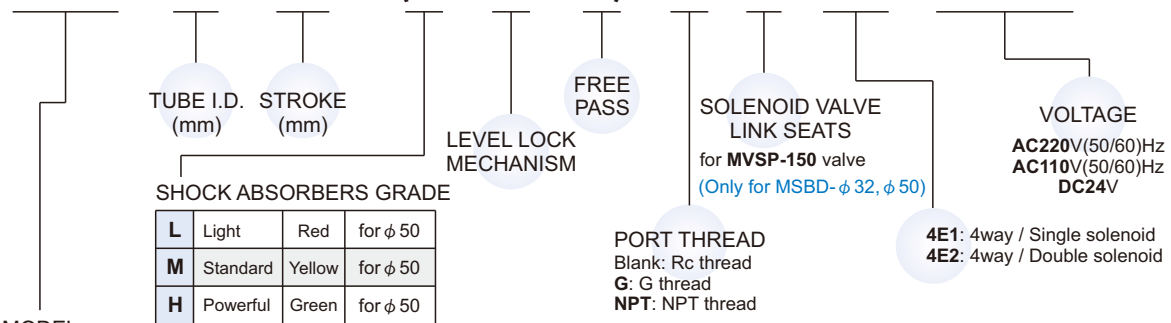 TUBE I.D.
(mm)
STROKE
(mm)
LEVEL LOCK
MECHANISM
FREE
PASS
SOLENOID VALVE
LINK SEATS
for MVSP-150 valve
(Only for MSBD-ϕ32,ϕ50)
VOLTAGE
AC220V(50/60)Hz
AC110V(50/60)Hz
DC24V
SHOCK ABSORBERS GRADE
L Light Red for ϕ50
M Standard Yellow for ϕ50
H Powerful Green for ϕ50
PORT THREAD
Blank: Rc thread
G: G thread
NPT: NPT thread
4E1: 4way / Single solenoid
4E2: 4way / Double solenoid